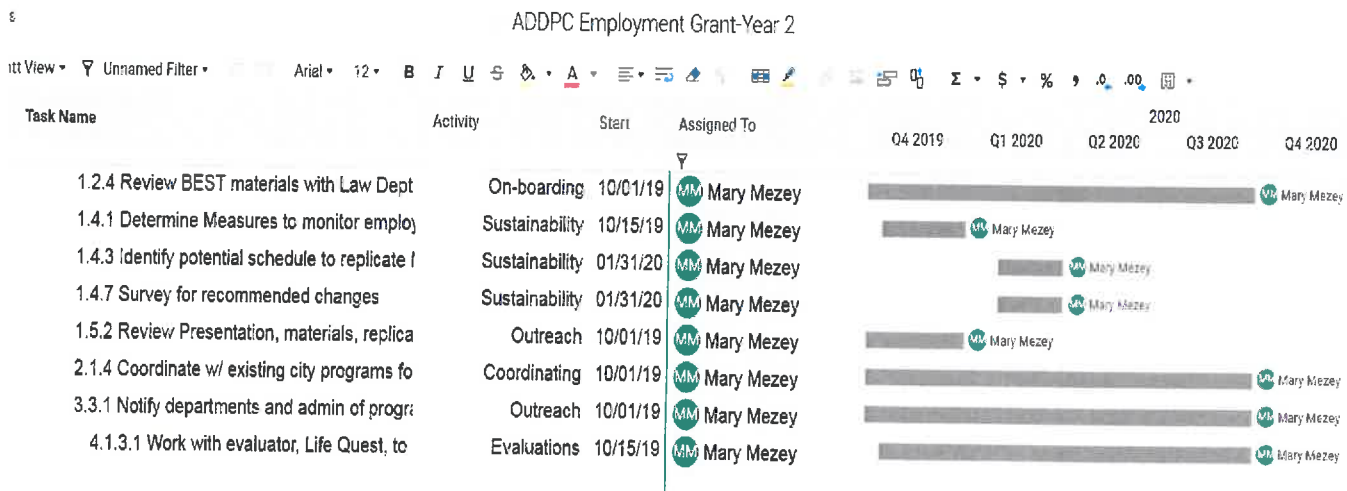 s
ADDPC Employment Grant-Year 2
tt View Unnamed Filter Arial 12 B I U S A Σ $ % , .0 .00
2020
Task Name Activity Start Assigned To Q4 2019 Q1 2020 Q2 2020 Q3 2020 Q4 2020
1.2.4 Review BEST materials with Law Dept On-boarding 10/01/19 MM Mary Mezey MM Mary Mezey
1.4.1 Determine Measures to monitor employ Sustainability 10/15/19 MM Mary Mezey MM Mary Mezey
1.4.3 Identify potential schedule to replicate Sustainability 01/31/20 MM Mary Mezey MM Mary Mezey
1.4.7 Survey for recommended changes Sustainability 01/31/20 MM Mary Mezey MM Mary Mezey
1.5.2 Review Presentation, materials, replica Outreach 10/01/19 MM Mary Mezey MM Mary Mezey
2.1.4 Coordinate w/ existing city programs fo Coordinating 10/01/19 MM Mary Mezey MM Mary Mezey
3.3.1 Notify departments and admin of progra Outreach 10/01/19 MM Mary Mezey MM Mary Mezey
4.1.3.1 Work with evaluator, Life Quest, to Evaluations 10/15/19 MM Mary Mezey MM Mary Mezey